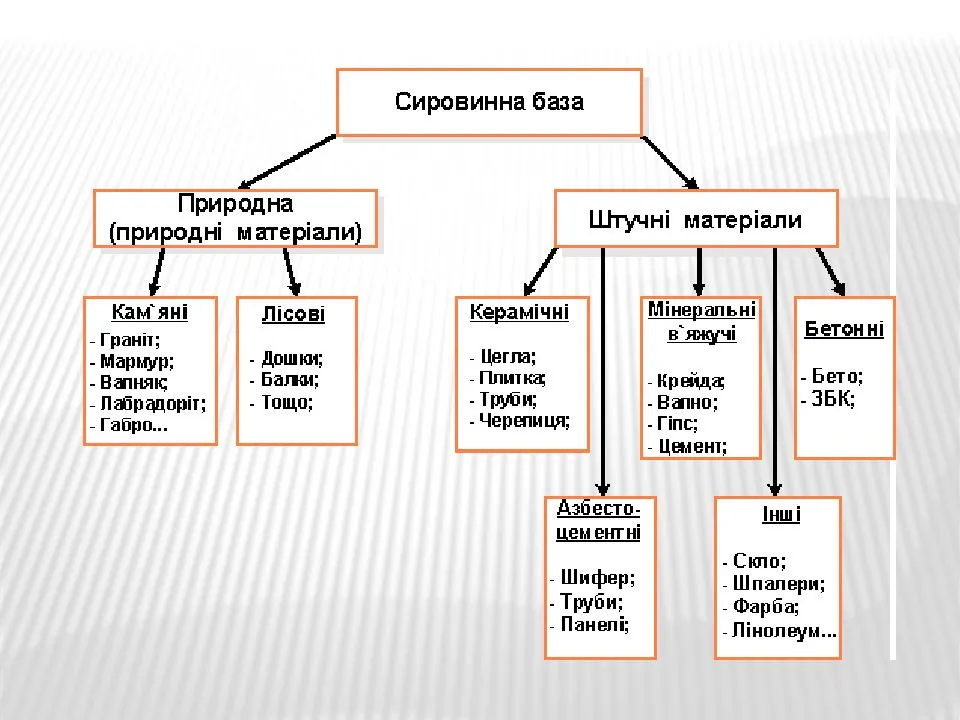 Сировинна база
Природна
(природні матеріали)
Штучні матеріали
Кам`яні
- Граніт;
- Мармур;
- Вапняк;
- Лабрадоріт;
- Габро...
Лісові
- Дошки;
- Балки;
- Тощо;
Керамічні
- Цегла;
- Плитка;
- Труби;
- Черепиця;
Мінеральні
в`яжучі
- Крейда;
- Вапно;
- Гіпс;
- Цемент;
Бетонні
- Бето;
- ЗБК;
Азбесто-
цементні
- Шифер;
- Труби;
- Панелі;
Інші
- Скло;
- Шпалери;
- Фарба;
- Лінолеум...